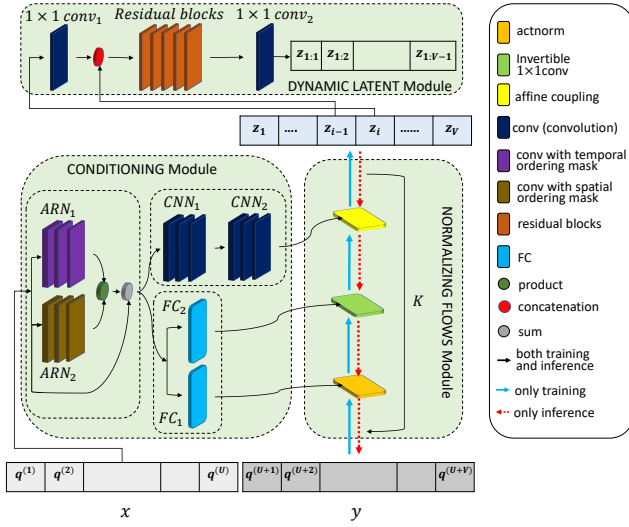 1 × 1 conv₁
Residual blocks
1 × 1 conv₂
z₁:₁
z₁:₂
z₁:V−1
DYNAMIC LATENT Module
z₁
....
zᵢ₋₁
zᵢ
......
z_V
CONDITIONING Module
ARN₁
ARN₂
CNN₁
CNN₂
FC₂
FC₁
NORMALIZING FLOWS Module
K
q⁽¹⁾
q⁽²⁾
q⁽ᵁ⁾
q⁽ᵁ⁺¹⁾
q⁽ᵁ⁺²⁾
q⁽ᵁ⁺ⱽ⁾
x
y
actnorm
Invertible
1×1conv
affine coupling
conv (convolution)
conv with temporal
ordering mask
conv with spatial
ordering mask
residual blocks
FC
product
concatenation
sum
both training
and inference
only training
only inference